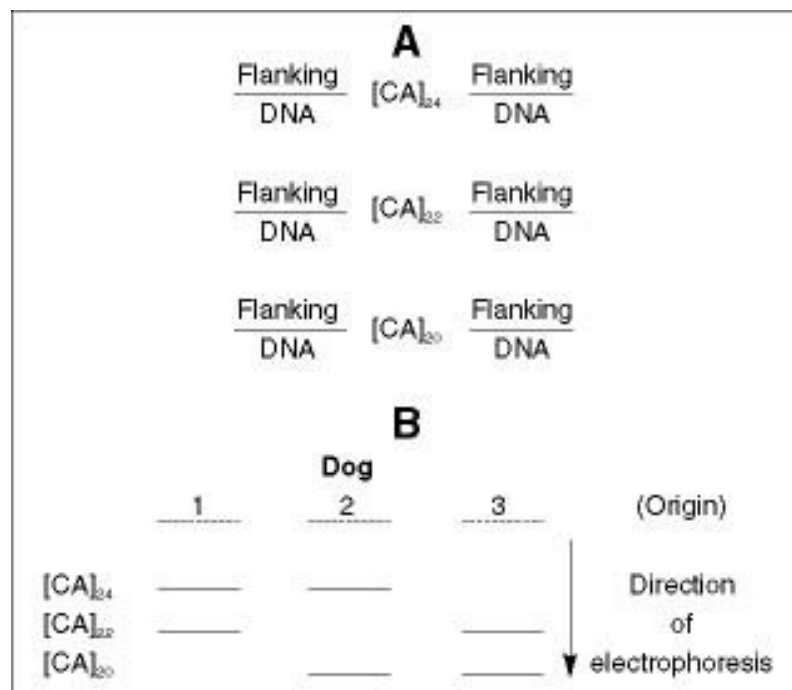 A
Flanking [CA]24 Flanking
DNA DNA
Flanking [CA]22 Flanking
DNA DNA
Flanking [CA]20 Flanking
DNA DNA
B
Dog
1 2 3 (Origin)
[CA]24 Direction
[CA]22 of
[CA]20 electrophoresis